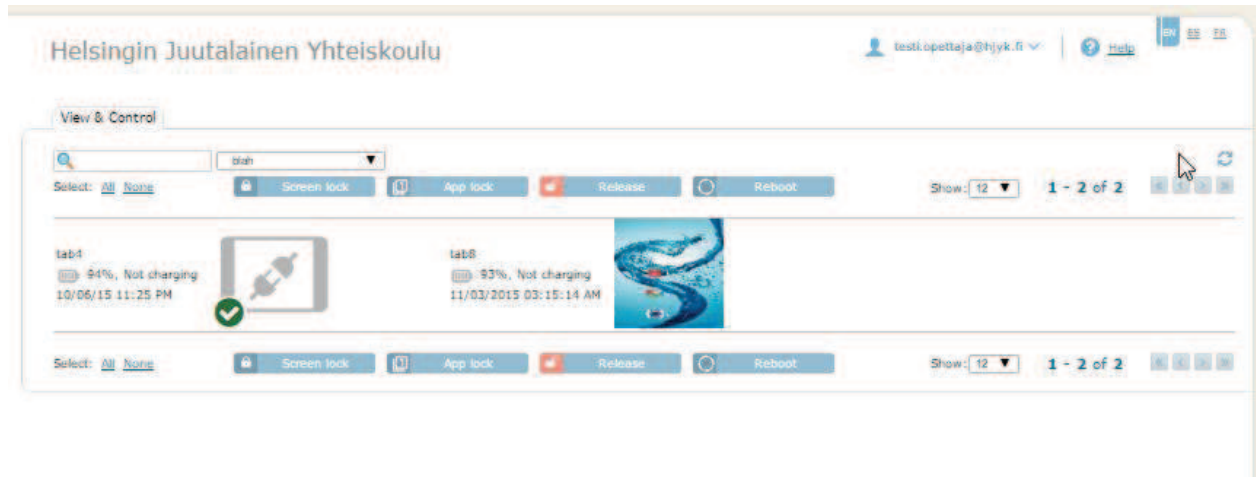 Helsingin Juutalainen Yhteiskoulu
testi.opettaja@hjyk.fi Help EN ES FR
View & Control
blah
Select: All None Screen lock App lock Release Reboot Show: 12 1 - 2 of 2
tab4 tab8
94%, Not charging 93%, Not charging
10/06/15 11:25 PM 11/03/2015 03:15:14 AM
Select: All None Screen lock App lock Release Reboot Show: 12 1 - 2 of 2